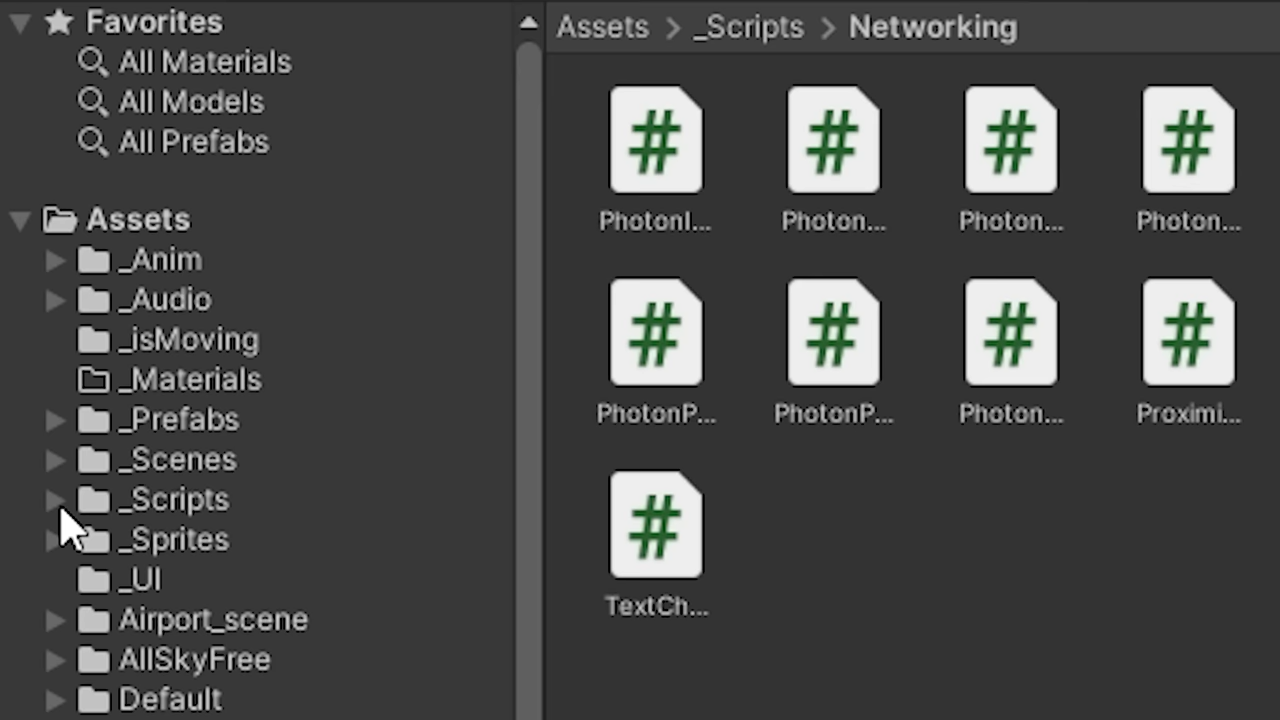 Favorites
All Materials
All Models
All Prefabs
Assets
_Anim
_Audio
_isMoving
_Materials
_Prefabs
_Scenes
_Scripts
_Sprites
_UI
Airport_scene
AllSkyFree
Default
Assets > _Scripts > Networking
PhotonI... Photon... Photon... Photon...
PhotonP... PhotonP... Photon... Proximi...
TextCh...